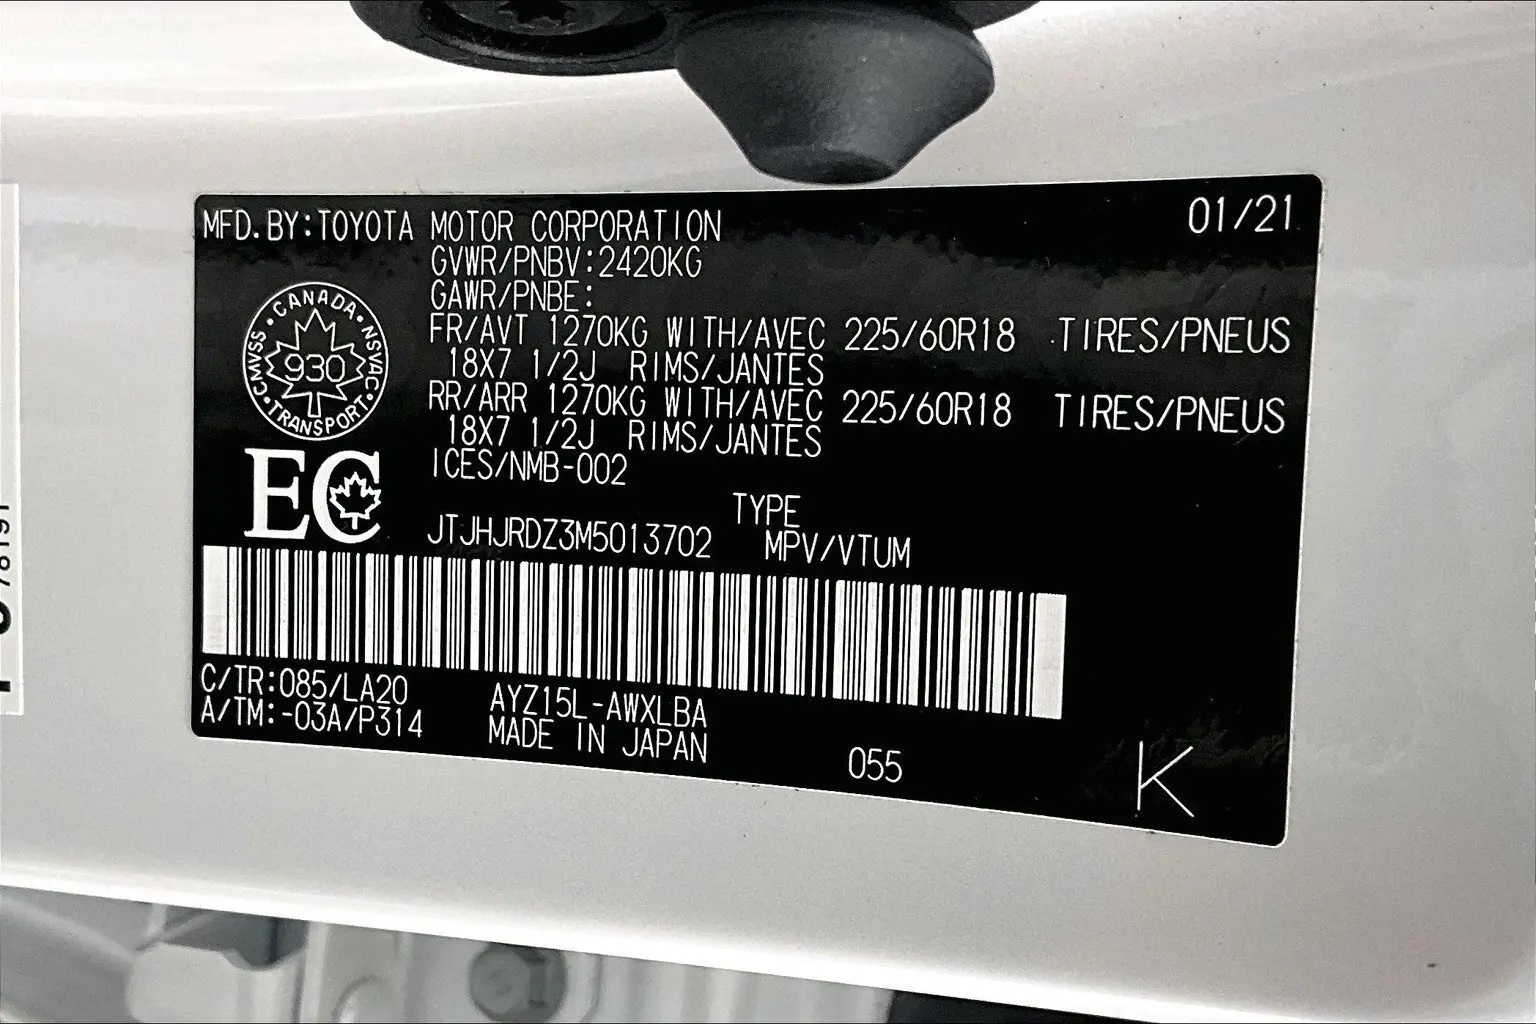 MFD.BY:TOYOTA MOTOR CORPORATION 01/21
GVWR/PNBV:2420KG
GAWR/PNBE:
FR/AVT 1270KG WITH/AVEC 225/60R18 TIRES/PNEUS
18X7 1/2J RIMS/JANTES
RR/ARR 1270KG WITH/AVEC 225/60R18 TIRES/PNEUS
18X7 1/2J RIMS/JANTES
ICES/NMB-002
CANADA · NSVAC · TRANSPORT · CMVSS
930
EC
TYPE
JTJHJRDZ3M5013702 MPV/VTUM
C/TR:085/LA20 AYZ15L-AWXLBA
A/TM:-03A/P314 MADE IN JAPAN
055
K